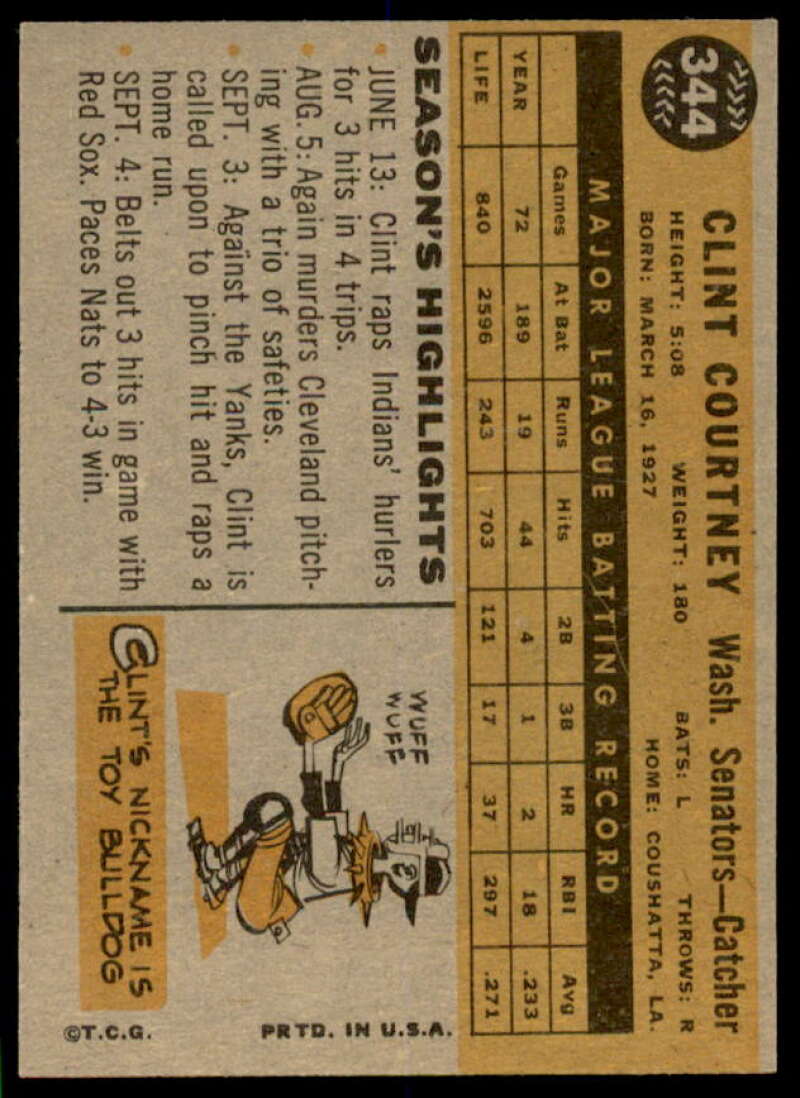 344
CLINT COURTNEY Wash. Senators—Catcher
HEIGHT: 5:08 WEIGHT: 180 BATS: L THROWS: R
BORN: MARCH 16, 1927 HOME: COUSHATTA, LA.
MAJOR LEAGUE BATTING RECORD
Games At Bat Runs Hits 2B 3B HR RBI Avg
YEAR 72 189 19 44 4 1 2 18 .233
LIFE 840 2596 243 703 121 17 37 297 .271
SEASON'S HIGHLIGHTS
• JUNE 13: Clint raps Indians' hurlers
for 3 hits in 4 trips.
• AUG. 5: Again murders Cleveland pitch-
ing with a trio of safeties.
• SEPT. 3: Against the Yanks, Clint is
called upon to pinch hit and raps a
home run.
• SEPT. 4: Belts out 3 hits in game with
Red Sox. Paces Nats to 4-3 win.
WUFF
WUFF
CLINT'S NICKNAME IS
THE TOY BULLDOG
©T.C.G. PRTD. IN U.S.A.